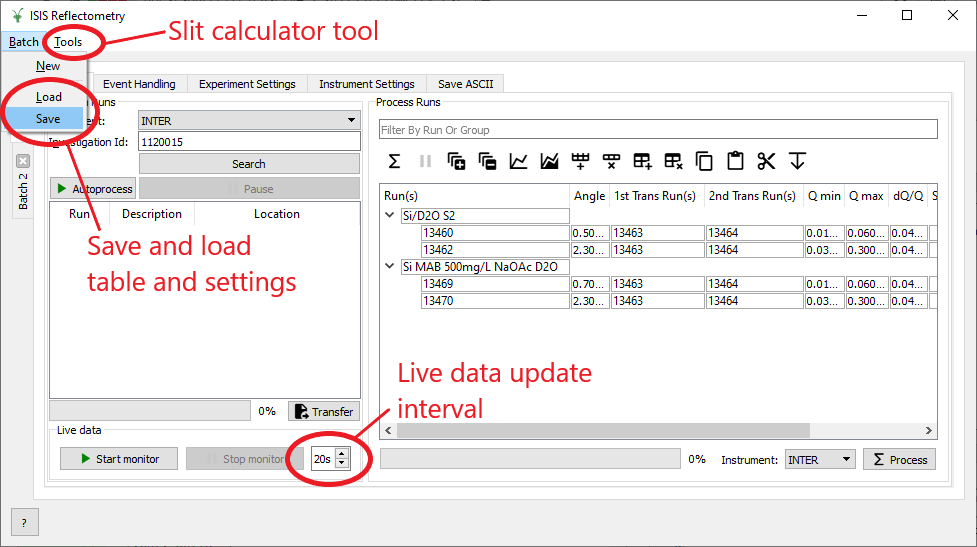 ISIS Reflectometry
Batch Tools
Slit calculator tool
New
Load
Save
Event Handling Experiment Settings Instrument Settings Save ASCII
Process Runs
INTER
Investigation Id: 1120015
Search
Autoprocess Pause
Batch 2
Run Description Location
Save and load
table and settings
0% Transfer
Live data
Start monitor Stop monitor 20s
Live data update
interval
Filter By Run Or Group
Run(s) Angle 1st Trans Run(s) 2nd Trans Run(s) Q min Q max dQ/Q S
Si/D2O S2
13460 0.50... 13463 13464 0.01... 0.060... 0.04...
13462 2.30... 13463 13464 0.03... 0.300... 0.04...
Si MAB 500mg/L NaOAc D2O
13469 0.70... 13463 13464 0.01... 0.060... 0.04...
13470 2.30... 13463 13464 0.03... 0.300... 0.04...
0% Instrument: INTER Process
?